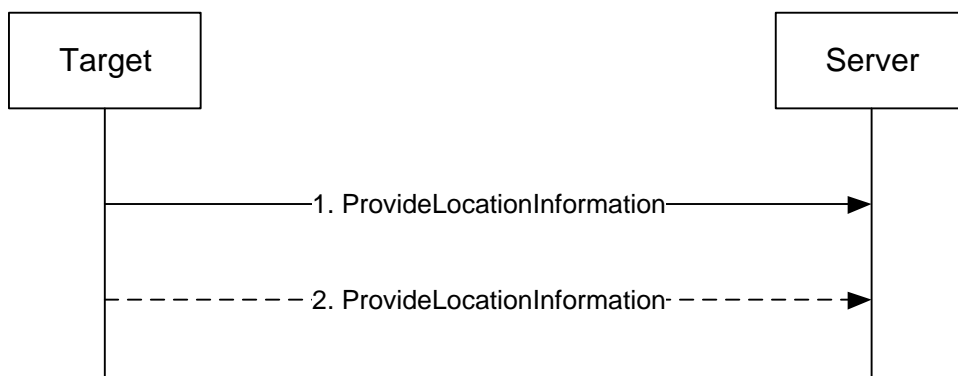 Target
Server
1. ProvideLocationInformation
2. ProvideLocationInformation